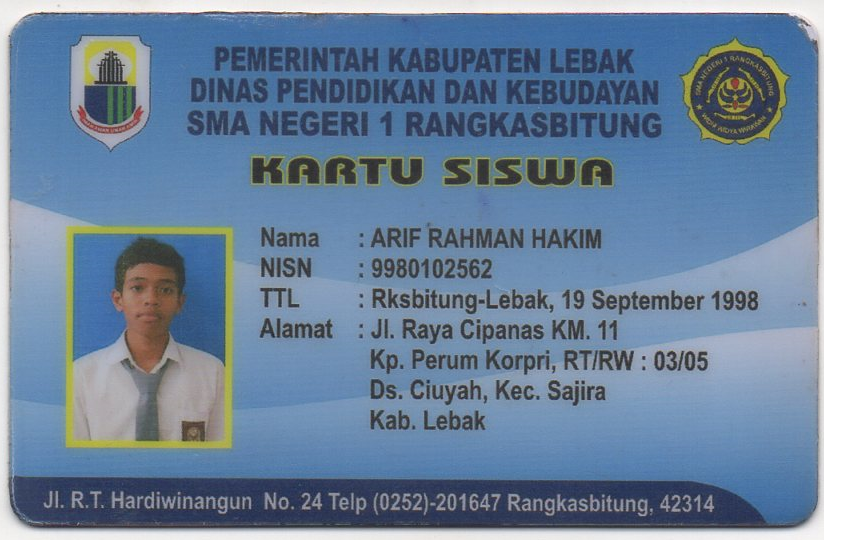 PEMERINTAH KABUPATEN LEBAK
DINAS PENDIDIKAN DAN KEBUDAYAN
SMA NEGERI 1 RANGKASBITUNG
SMA NEGERI 1 RANGKASBITUNG
KARTU SISWA
Nama : ARIF RAHMAN HAKIM
NISN : 9980102562
TTL : Rksbitung-Lebak, 19 September 1998
Alamat : Jl. Raya Cipanas KM. 11
Kp. Perum Korpri, RT/RW : 03/05
Ds. Ciuyah, Kec. Sajira
Kab. Lebak
Jl. R.T. Hardiwinangun No. 24 Telp (0252)-201647 Rangkasbitung, 42314